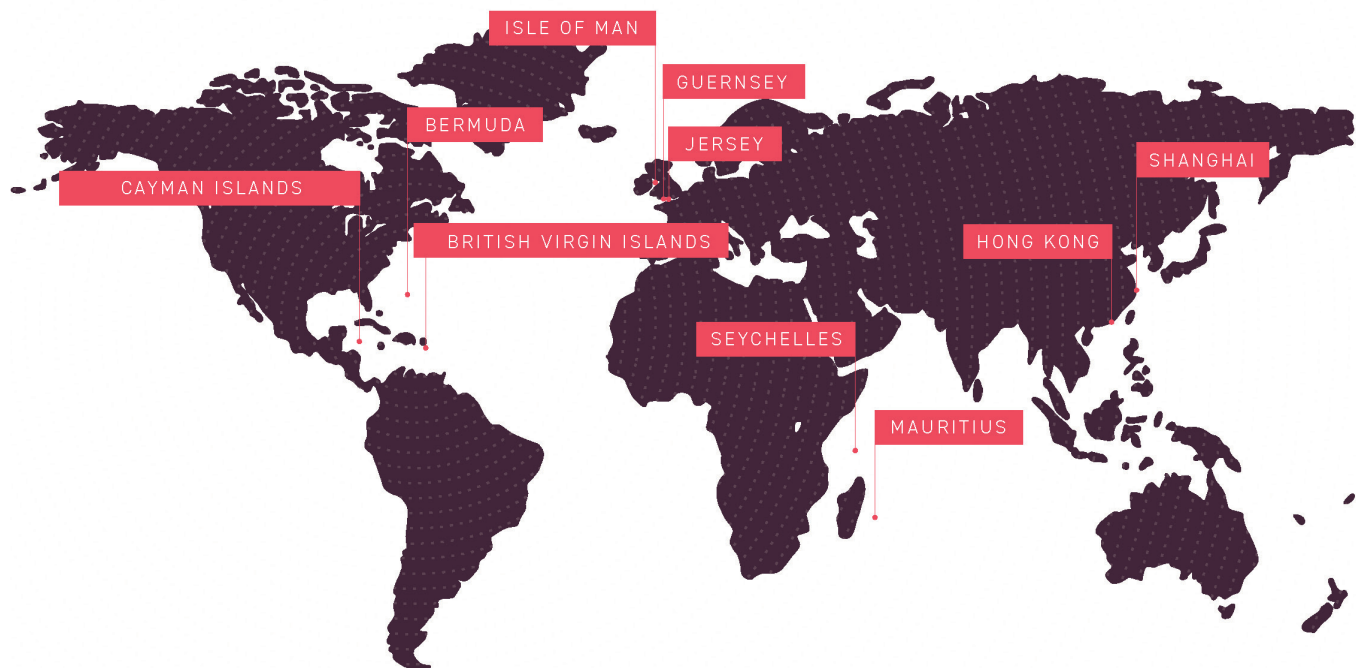 ISLE OF MAN
GUERNSEY
BERMUDA
JERSEY
SHANGHAI
CAYMAN ISLANDS
BRITISH VIRGIN ISLANDS
HONG KONG
SEYCHELLES
MAURITIUS